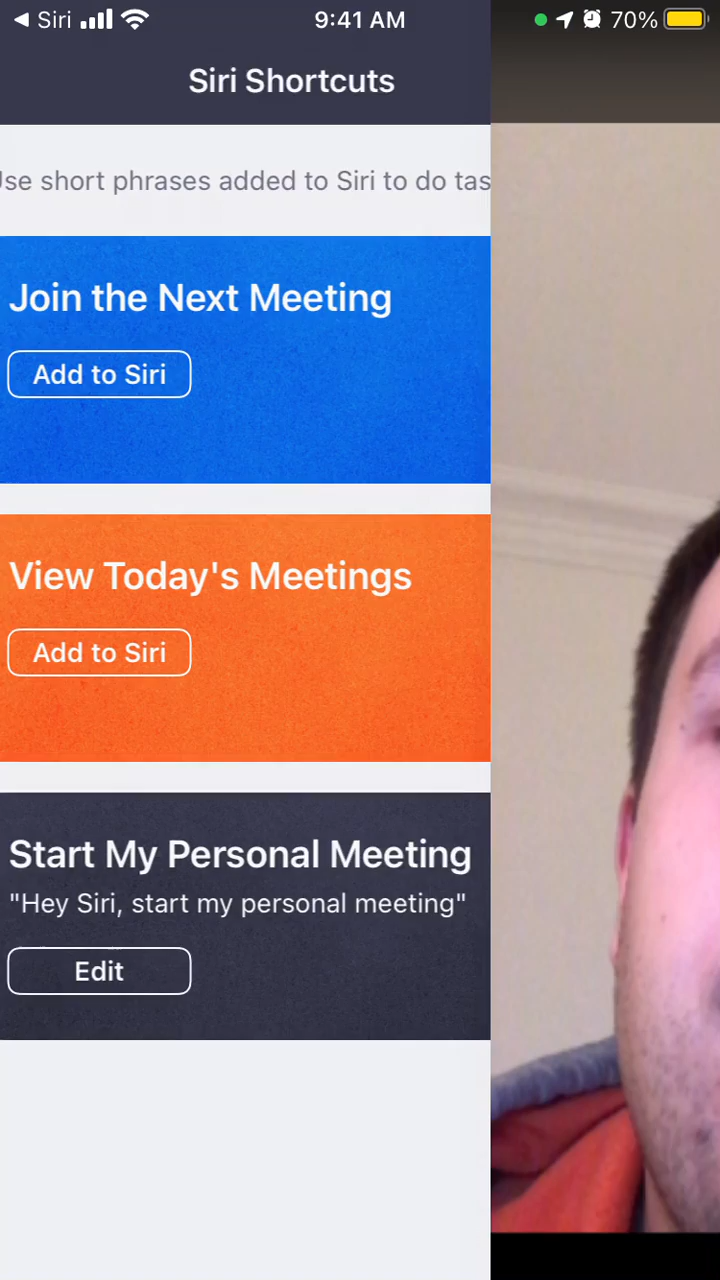 Siri 9:41 AM 70%
Siri Shortcuts
Use short phrases added to Siri to do tas
Join the Next Meeting
Add to Siri
View Today's Meetings
Add to Siri
Start My Personal Meeting
"Hey Siri, start my personal meeting"
Edit